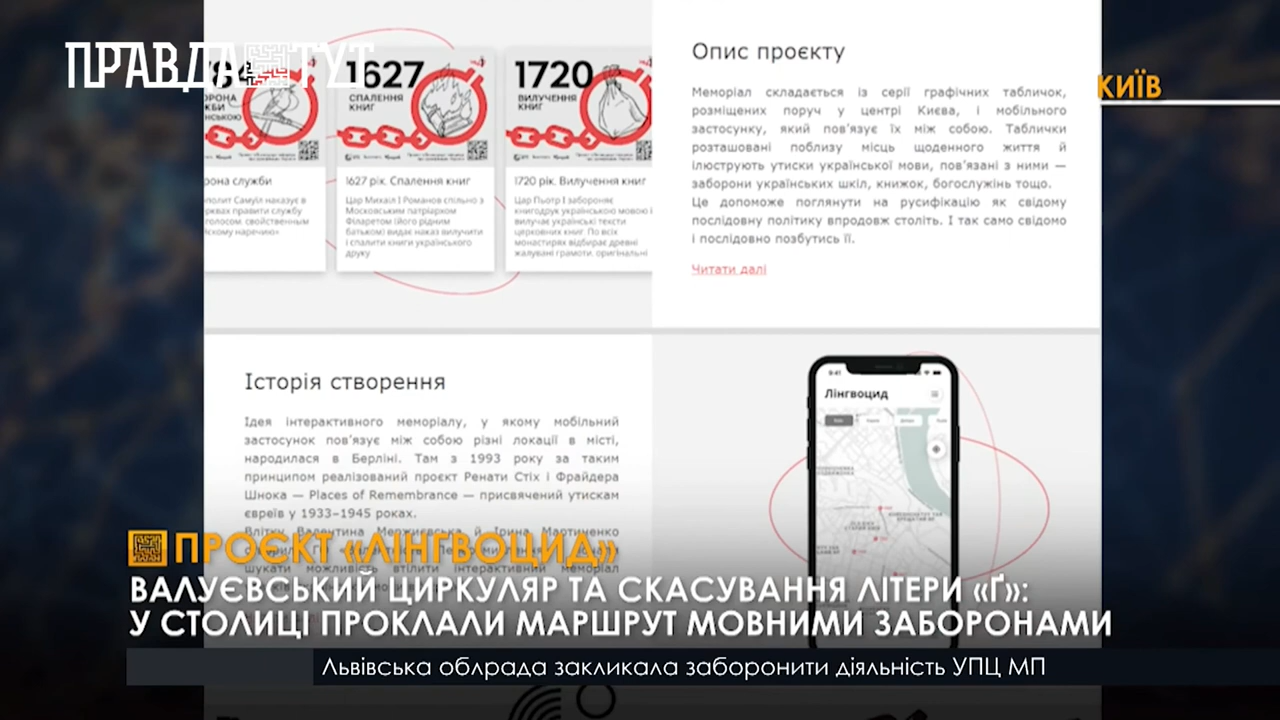 ПРАВДА ТУТ
КИЇВ
1627
СПАЛЕННЯ
КНИГ
1720
ВИЛУЧЕННЯ
КНИГ
1627 рік. Спалення книг
Цар Михаіл І Романов спільно з
Московським патріархом
Філаретом (його рідним
батьком) видає наказ вилучити
і спалити книги українського
друку
1720 рік. Вилучення книг
Цар Пьотр І забороняє
книгодрук українською мовою і
вилучає українські тексти
церковних книг. По всіх
монастирях відбирає древні
жалувані грамоти, оригінальні
Опис проєкту
Меморіал складається із серії графічних табличок,
розміщених поруч у центрі Києва, і мобільного
застосунку, який пов'язує їх між собою. Таблички
розташовані поблизу місць щоденного життя й
ілюструють утиски української мови, пов'язані з ними —
заборони українських шкіл, книжок, богослужінь тощо.
Це допоможе поглянути на русифікацію як свідому
послідовну політику впродовж століть. І так само свідомо
і послідовно позбутись її.
Читати далі
Історія створення
Ідея інтерактивного меморіалу, у якому мобільний
застосунок пов'язує між собою різні локації в місті,
народилася в Берліні. Там з 1993 року за таким
принципом реалізований проєкт Ренати Стіх і Фрайдера
Шнока — Places of Remembrance — присвячений утискам
євреїв у 1933–1945 роках.
Влітку Валентина Мержиєвська й Ірина Мартиненко
9:41
Лінгвоцид
ПРОЄКТ «ЛІНГВОЦИД»
ВАЛУЄВСЬКИЙ ЦИРКУЛЯР ТА СКАСУВАННЯ ЛІТЕРИ «Ґ»:
У СТОЛИЦІ ПРОКЛАЛИ МАРШРУТ МОВНИМИ ЗАБОРОНАМИ
Львівська облрада закликала заборонити діяльність УПЦ МП